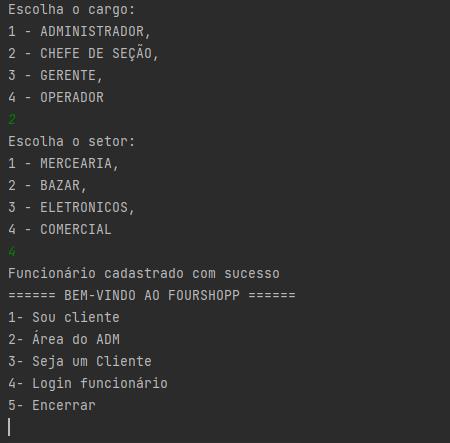 Escolha o cargo:
1 - ADMINISTRADOR,
2 - CHEFE DE SEÇÃO,
3 - GERENTE,
4 - OPERADOR
2
Escolha o setor:
1 - MERCEARIA,
2 - BAZAR,
3 - ELETRONICOS,
4 - COMERCIAL
4
Funcionário cadastrado com sucesso
====== BEM-VINDO AO FOURSHOPP ======
1- Sou cliente
2- Área do ADM
3- Seja um Cliente
4- Login funcionário
5- Encerrar